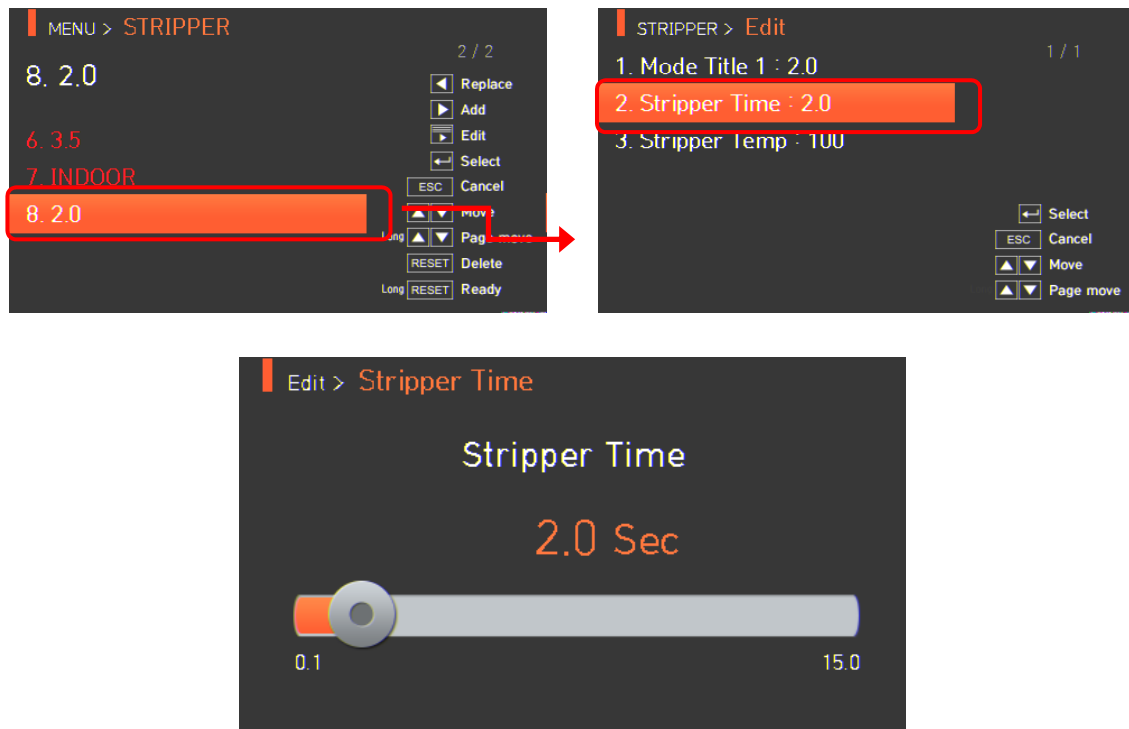 MENU > STRIPPER
2 / 2
8. 2.0
Replace
Add
6. 3.5
Edit
7. INDOOR
Select
ESC Cancel
8. 2.0
Move
Long Page move
RESET Delete
Long RESET Ready
STRIPPER > Edit
1 / 1
1. Mode Title 1 : 2.0
2. Stripper Time : 2.0
3. Stripper Temp : 100
Select
ESC Cancel
Move
Page move
Edit > Stripper Time
Stripper Time
2.0 Sec
0.1 15.0